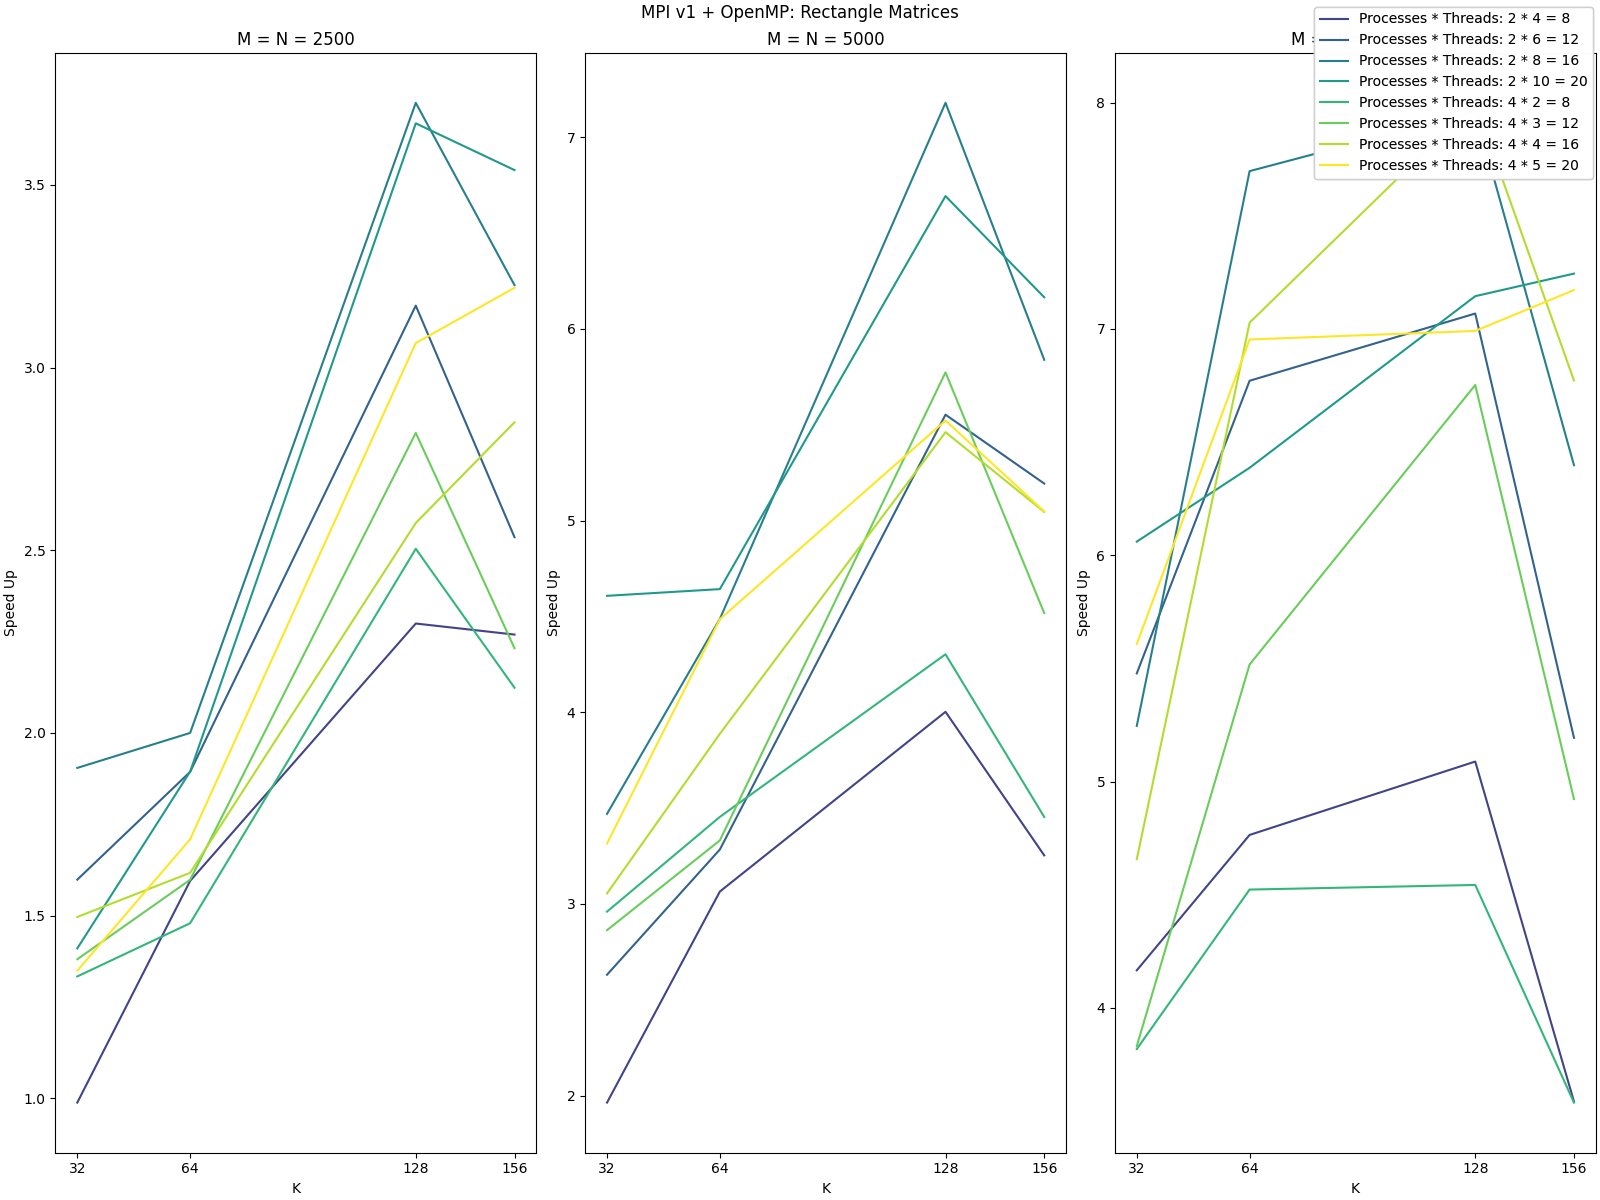 MPI v1 + OpenMP: Rectangle Matrices
M = N = 2500
Speed Up
3.5
3.0
2.5
2.0
1.5
1.0
32 64 128 156
K
M = N = 5000
Speed Up
7
6
5
4
3
2
32 64 128 156
K
M
Speed Up
8
7
6
5
4
32 64 128 156
K
Processes * Threads: 2 * 4 = 8
Processes * Threads: 2 * 6 = 12
Processes * Threads: 2 * 8 = 16
Processes * Threads: 2 * 10 = 20
Processes * Threads: 4 * 2 = 8
Processes * Threads: 4 * 3 = 12
Processes * Threads: 4 * 4 = 16
Processes * Threads: 4 * 5 = 20